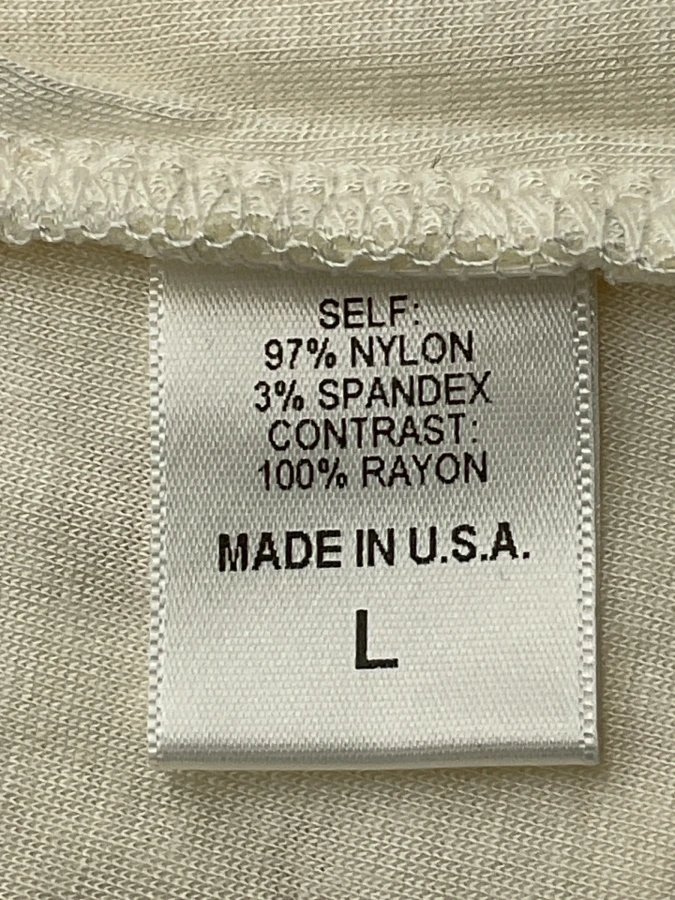 SELF:
97% NYLON
3% SPANDEX
CONTRAST:
100% RAYON
MADE IN U.S.A.
L